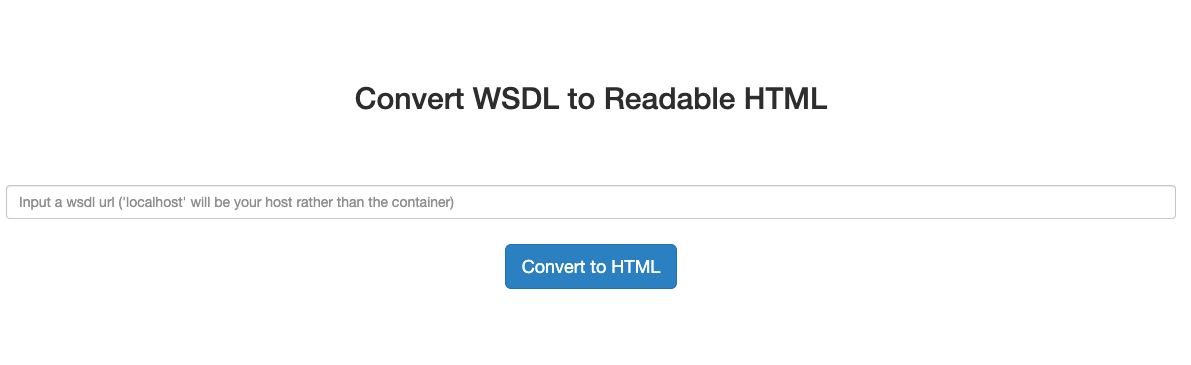 Convert WSDL to Readable HTML
Input a wsdl url ('localhost' will be your host rather than the container)
Convert to HTML